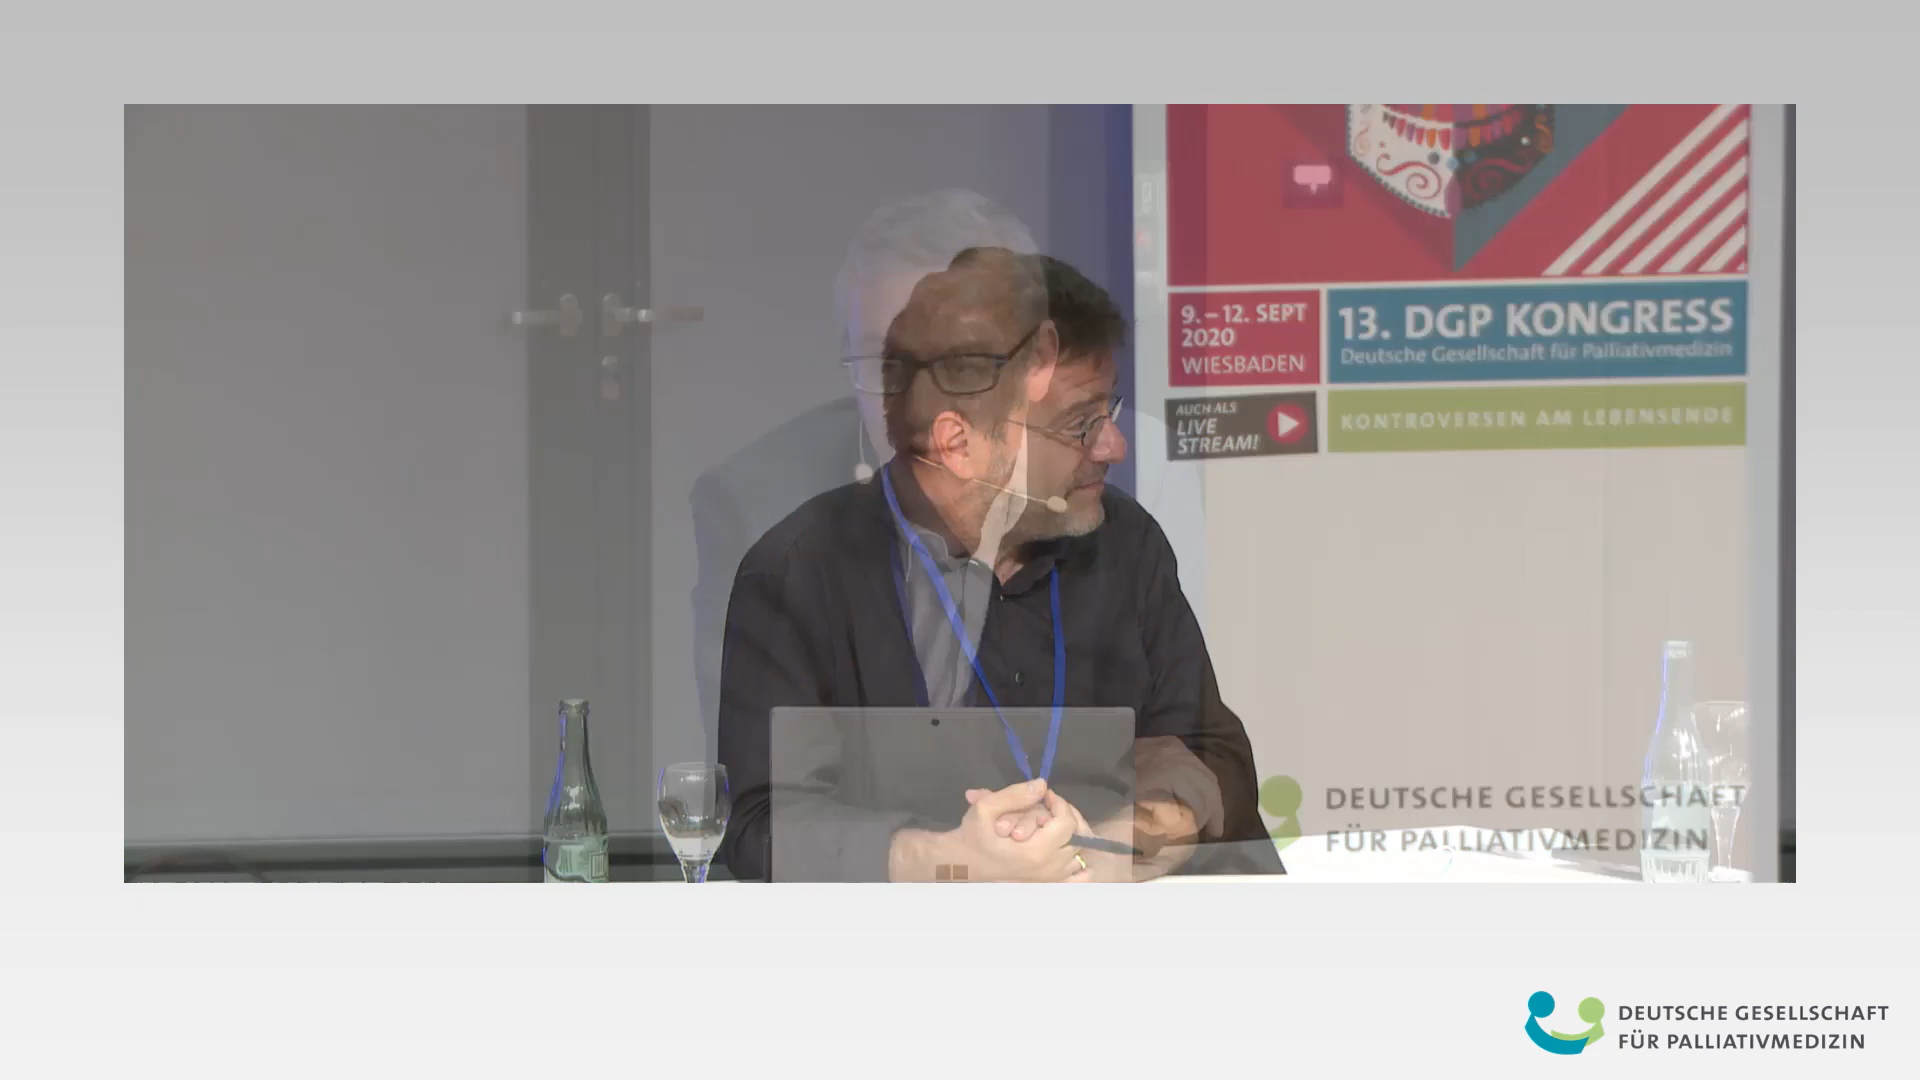 9. – 12. SEPT
2020
WIESBADEN
13. DGP KONGRESS
Deutsche Gesellschaft für Palliativmedizin
AUCH ALS
LIVE
STREAM!
KONTROVERSEN AM LEBENSENDE
DEUTSCHE GESELLSCHAFT
FÜR PALLIATIVMEDIZIN
DEUTSCHE GESELLSCHAFT
FÜR PALLIATIVMEDIZIN